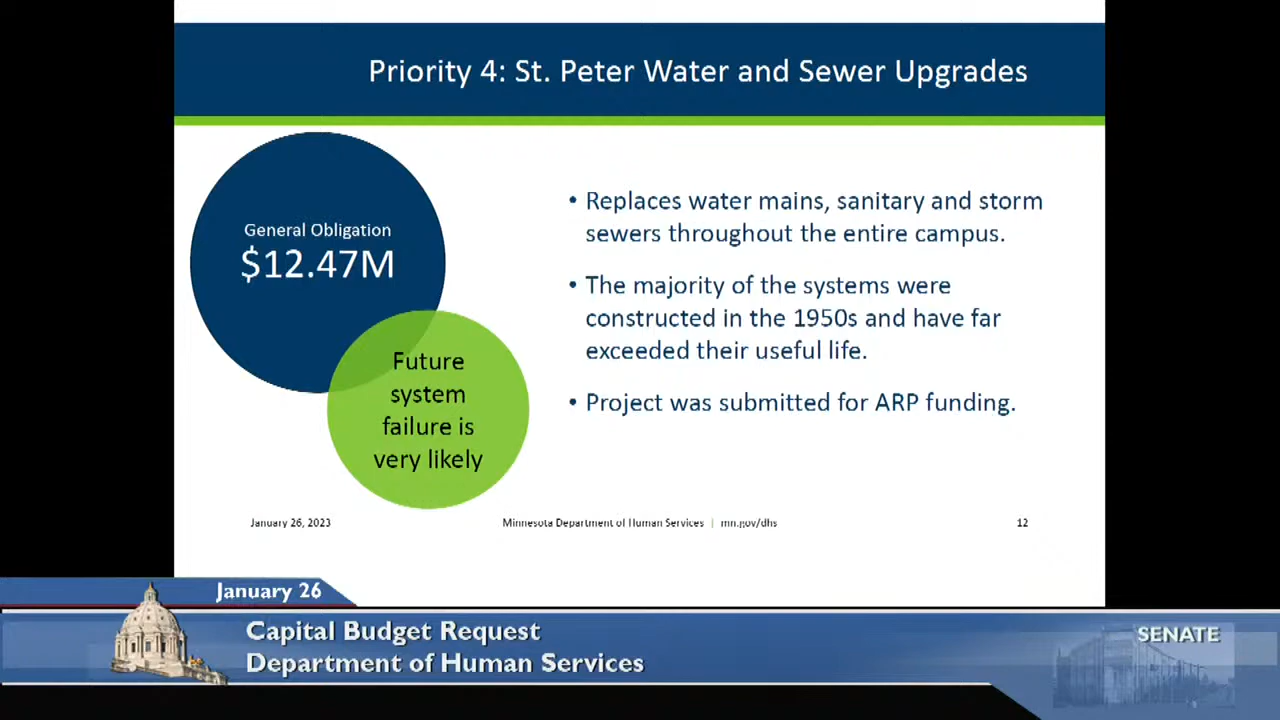 Priority 4: St. Peter Water and Sewer Upgrades
General Obligation
$12.47M
Future
system
failure is
very likely
• Replaces water mains, sanitary and storm
sewers throughout the entire campus.
• The majority of the systems were
constructed in the 1950s and have far
exceeded their useful life.
• Project was submitted for ARP funding.
January 26, 2023
Minnesota Department of Human Services | mn.gov/dhs
12
January 26
Capital Budget Request
Department of Human Services
SENATE